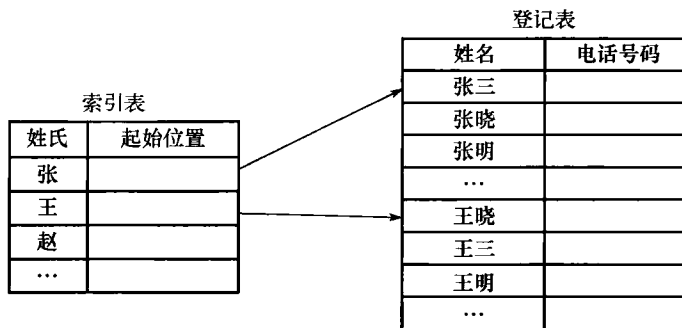 登记表
姓名 电话号码
张三
张晓
张明
…
王晓
王三
王明
…
索引表
姓氏 起始位置
张
王
赵
…